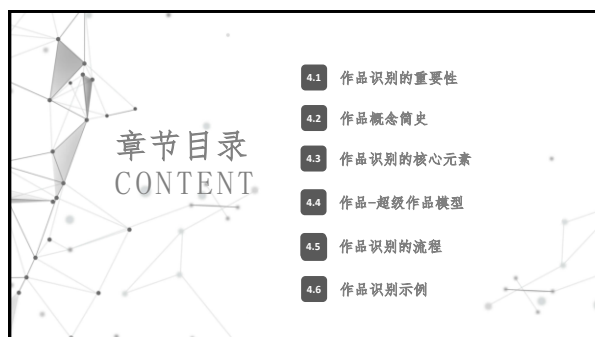 章节目录
CONTENT
4.1 作品识别的重要性
4.2 作品概念简史
4.3 作品识别的核心元素
4.4 作品-超级作品模型
4.5 作品识别的流程
4.6 作品识别示例